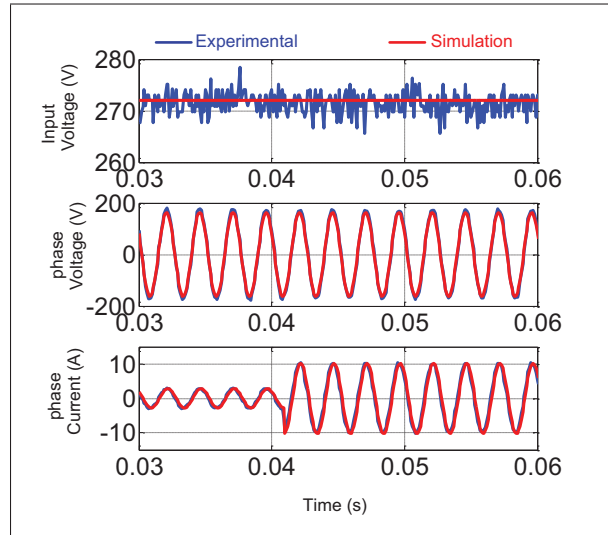 Experimental
Simulation
Input
Voltage (V)
280
270
260
0.03
0.04
0.05
0.06
phase
Voltage (V)
200
0
-200
0.03
0.04
0.05
0.06
phase
Current (A)
10
0
-10
0.03
0.04
0.05
0.06
Time (s)